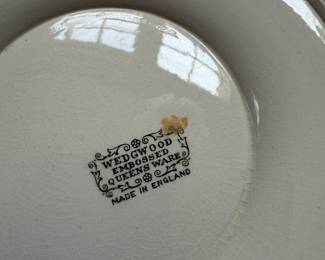 WEDGWOOD
EMBOSSED
QUEENS WARE
MADE IN ENGLAND